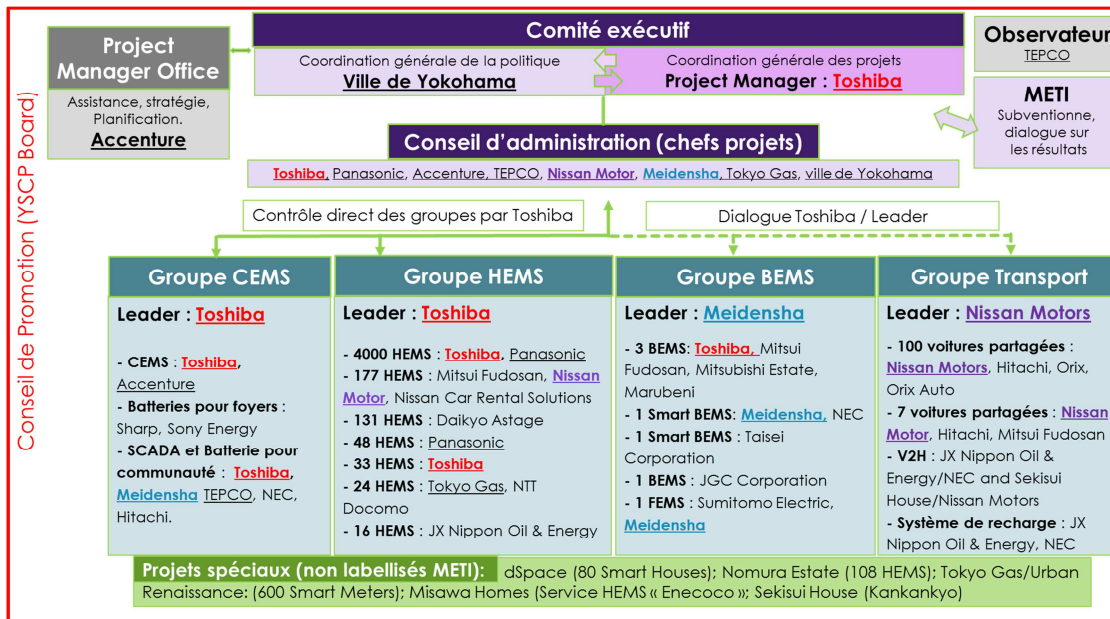 Conseil de Promotion (YSCP Board)
Project
Manager Office
Assistance, stratégie,
Planification.
Accenture
Comité exécutif
Coordination générale de la politique
Ville de Yokohama
Coordination générale des projets
Project Manager : Toshiba
Observateur
TEPCO
METI
Subventionne,
dialogue sur
les résultats
Conseil d'administration (chefs projets)
Toshiba, Panasonic, Accenture, TEPCO, Nissan Motor, Meidensha, Tokyo Gas, ville de Yokohama
Contrôle direct des groupes par Toshiba
Dialogue Toshiba / Leader
Groupe CEMS
Leader : Toshiba
- CEMS : Toshiba,
Accenture
- Batteries pour foyers :
Sharp, Sony Energy
- SCADA et Batterie pour
communauté : Toshiba,
Meidensha TEPCO, NEC,
Hitachi.
Groupe HEMS
Leader : Toshiba
- 4000 HEMS : Toshiba, Panasonic
- 177 HEMS : Mitsui Fudosan, Nissan
Motor, Nissan Car Rental Solutions
- 131 HEMS : Daikyo Astage
- 48 HEMS : Panasonic
- 33 HEMS : Toshiba
- 24 HEMS : Tokyo Gas, NTT
Docomo
- 16 HEMS : JX Nippon Oil & Energy
Groupe BEMS
Leader : Meidensha
- 3 BEMS: Toshiba, Mitsui
Fudosan, Mitsubishi Estate,
Marubeni
- 1 Smart BEMS: Meidensha, NEC
- 1 Smart BEMS : Taisei
Corporation
- 1 BEMS : JGC Corporation
- 1 FEMS : Sumitomo Electric,
Meidensha
Groupe Transport
Leader : Nissan Motors
- 100 voitures partagées :
Nissan Motors, Hitachi, Orix,
Orix Auto
- 7 voitures partagées : Nissan
Motor, Hitachi, Mitsui Fudosan
- V2H : JX Nippon Oil &
Energy/NEC and Sekisui
House/Nissan Motors
- Système de recharge : JX
Nippon Oil & Energy, NEC
Projets spéciaux (non labellisés METI): dSpace (80 Smart Houses); Nomura Estate (108 HEMS); Tokyo Gas/Urban
Renaissance: (600 Smart Meters); Misawa Homes (Service HEMS « Enecoco »; Sekisui House (Kankankyo)